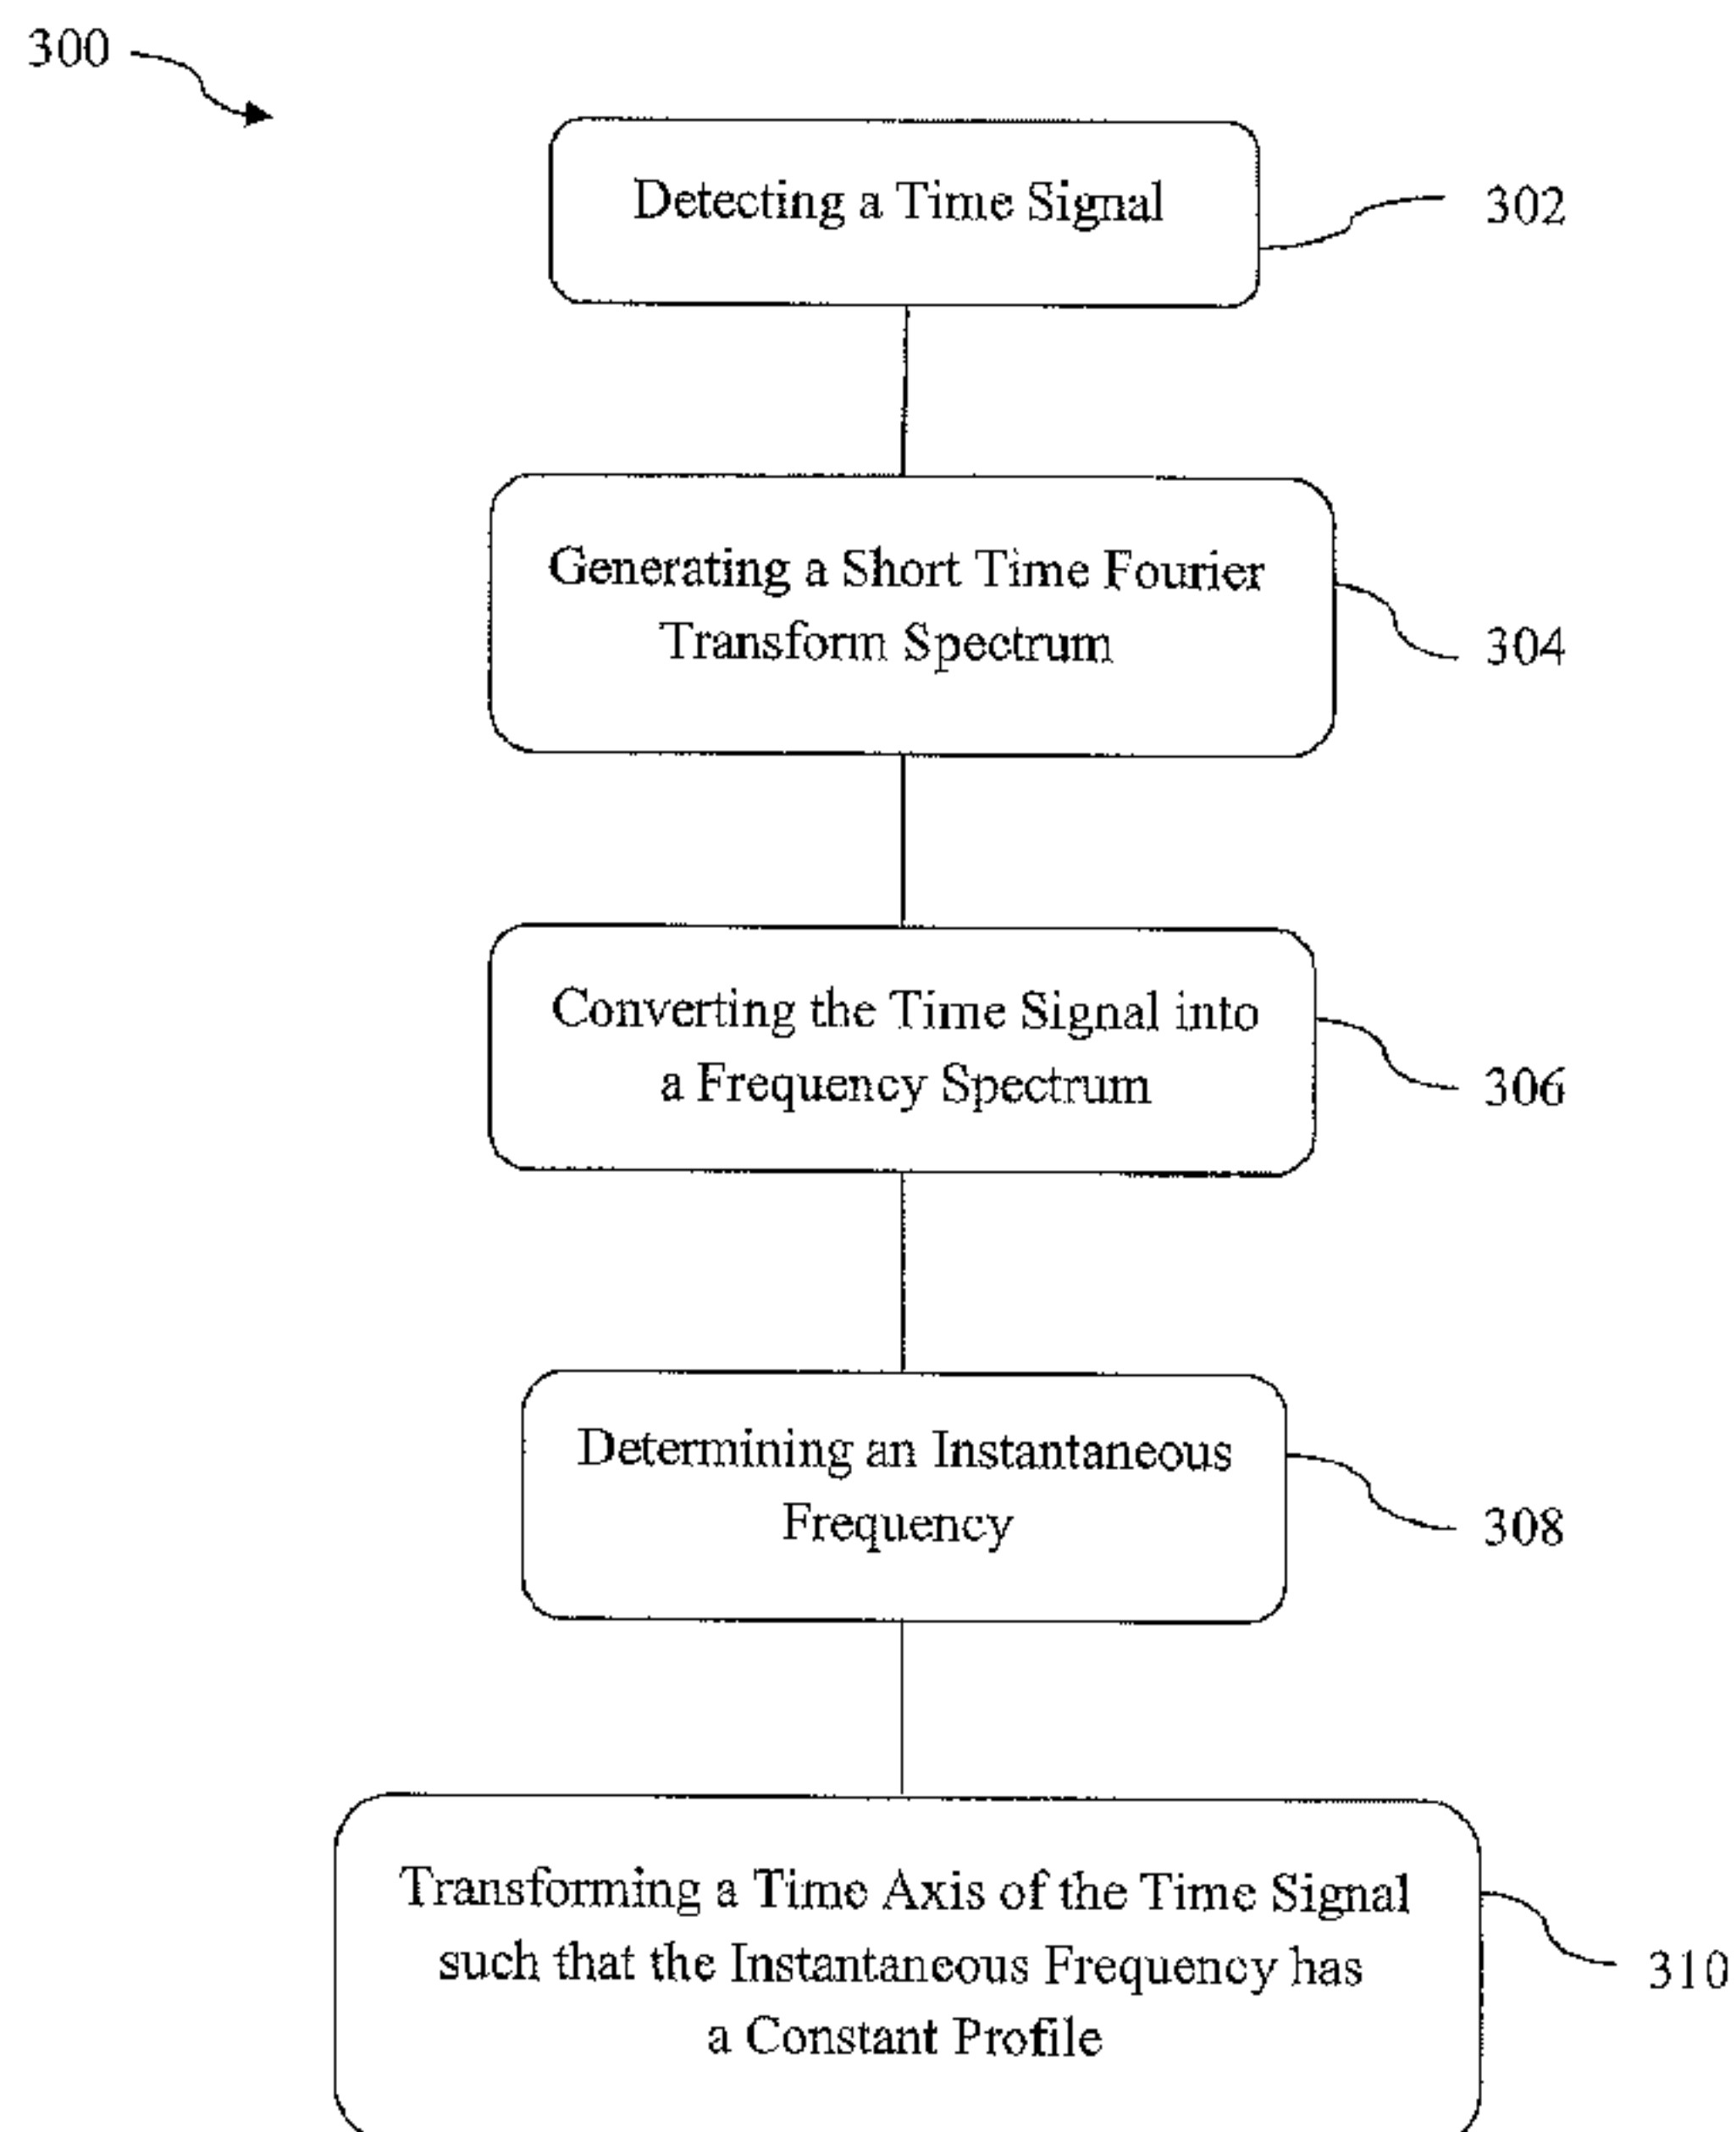 300
Detecting a Time Signal
302
Generating a Short Time Fourier
Transform Spectrum
304
Converting the Time Signal into
a Frequency Spectrum
306
Determining an Instantaneous
Frequency
308
Transforming a Time Axis of the Time Signal
such that the Instantaneous Frequency has
a Constant Profile
310